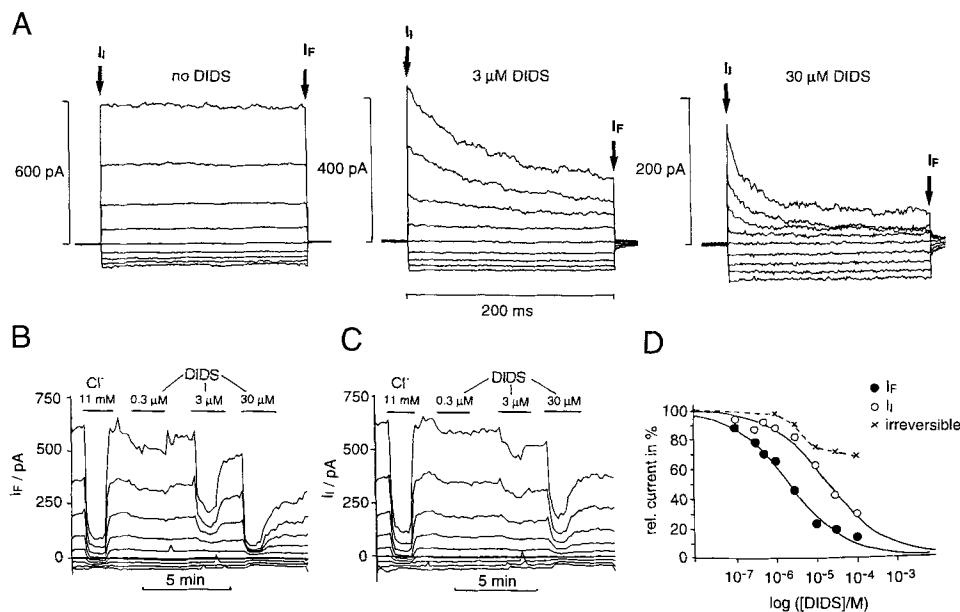 A
I_I
I_F
no DIDS
600 pA
I_I
3 µM DIDS
I_F
400 pA
200 ms
I_I
30 µM DIDS
I_F
200 pA
B
Cl⁻
DIDS
11 mM
0.3 µM
3 µM
30 µM
750
500
250
0
I_F / pA
5 min
C
Cl⁻
DIDS
11 mM
0.3 µM
3 µM
30 µM
750
500
250
0
I_I / pA
5 min
D
I_F
I_I
irreversible
rel. current in %
100
80
60
40
20
0
10⁻⁷
10⁻⁶
10⁻⁵
10⁻⁴
10⁻³
log ([DIDS]/M)